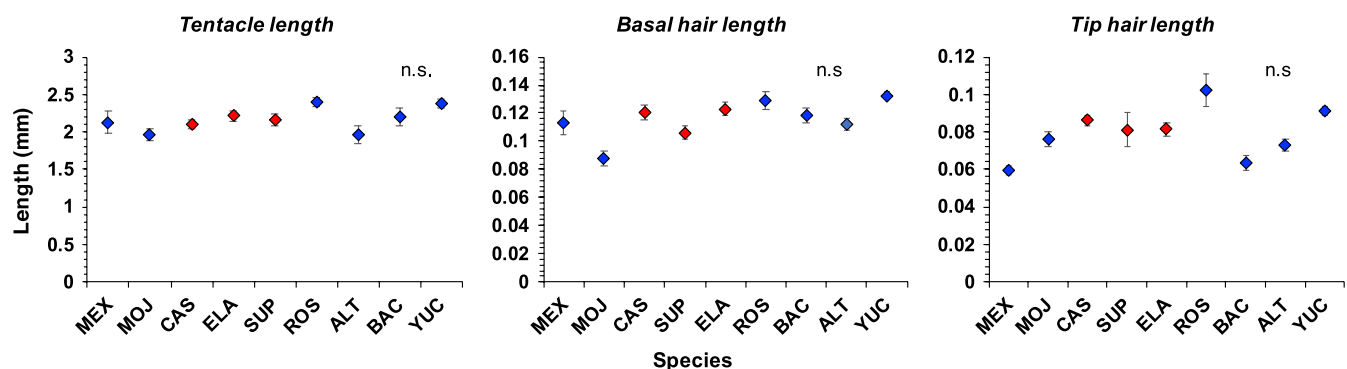 Tentacle length
Length (mm)
3
2.5
2
1.5
1
0.5
0
n.s.
MEX MOJ CAS ELA SUP ROS ALT BAC YUC
Basal hair length
0.16
0.14
0.12
0.1
0.08
0.06
0.04
0.02
0
n.s
MEX MOJ CAS SUP ELA ROS BAC ALT YUC
Tip hair length
0.12
0.1
0.08
0.06
0.04
0.02
0
n.s
MEX MOJ CAS SUP ELA ROS BAC ALT YUC
Species